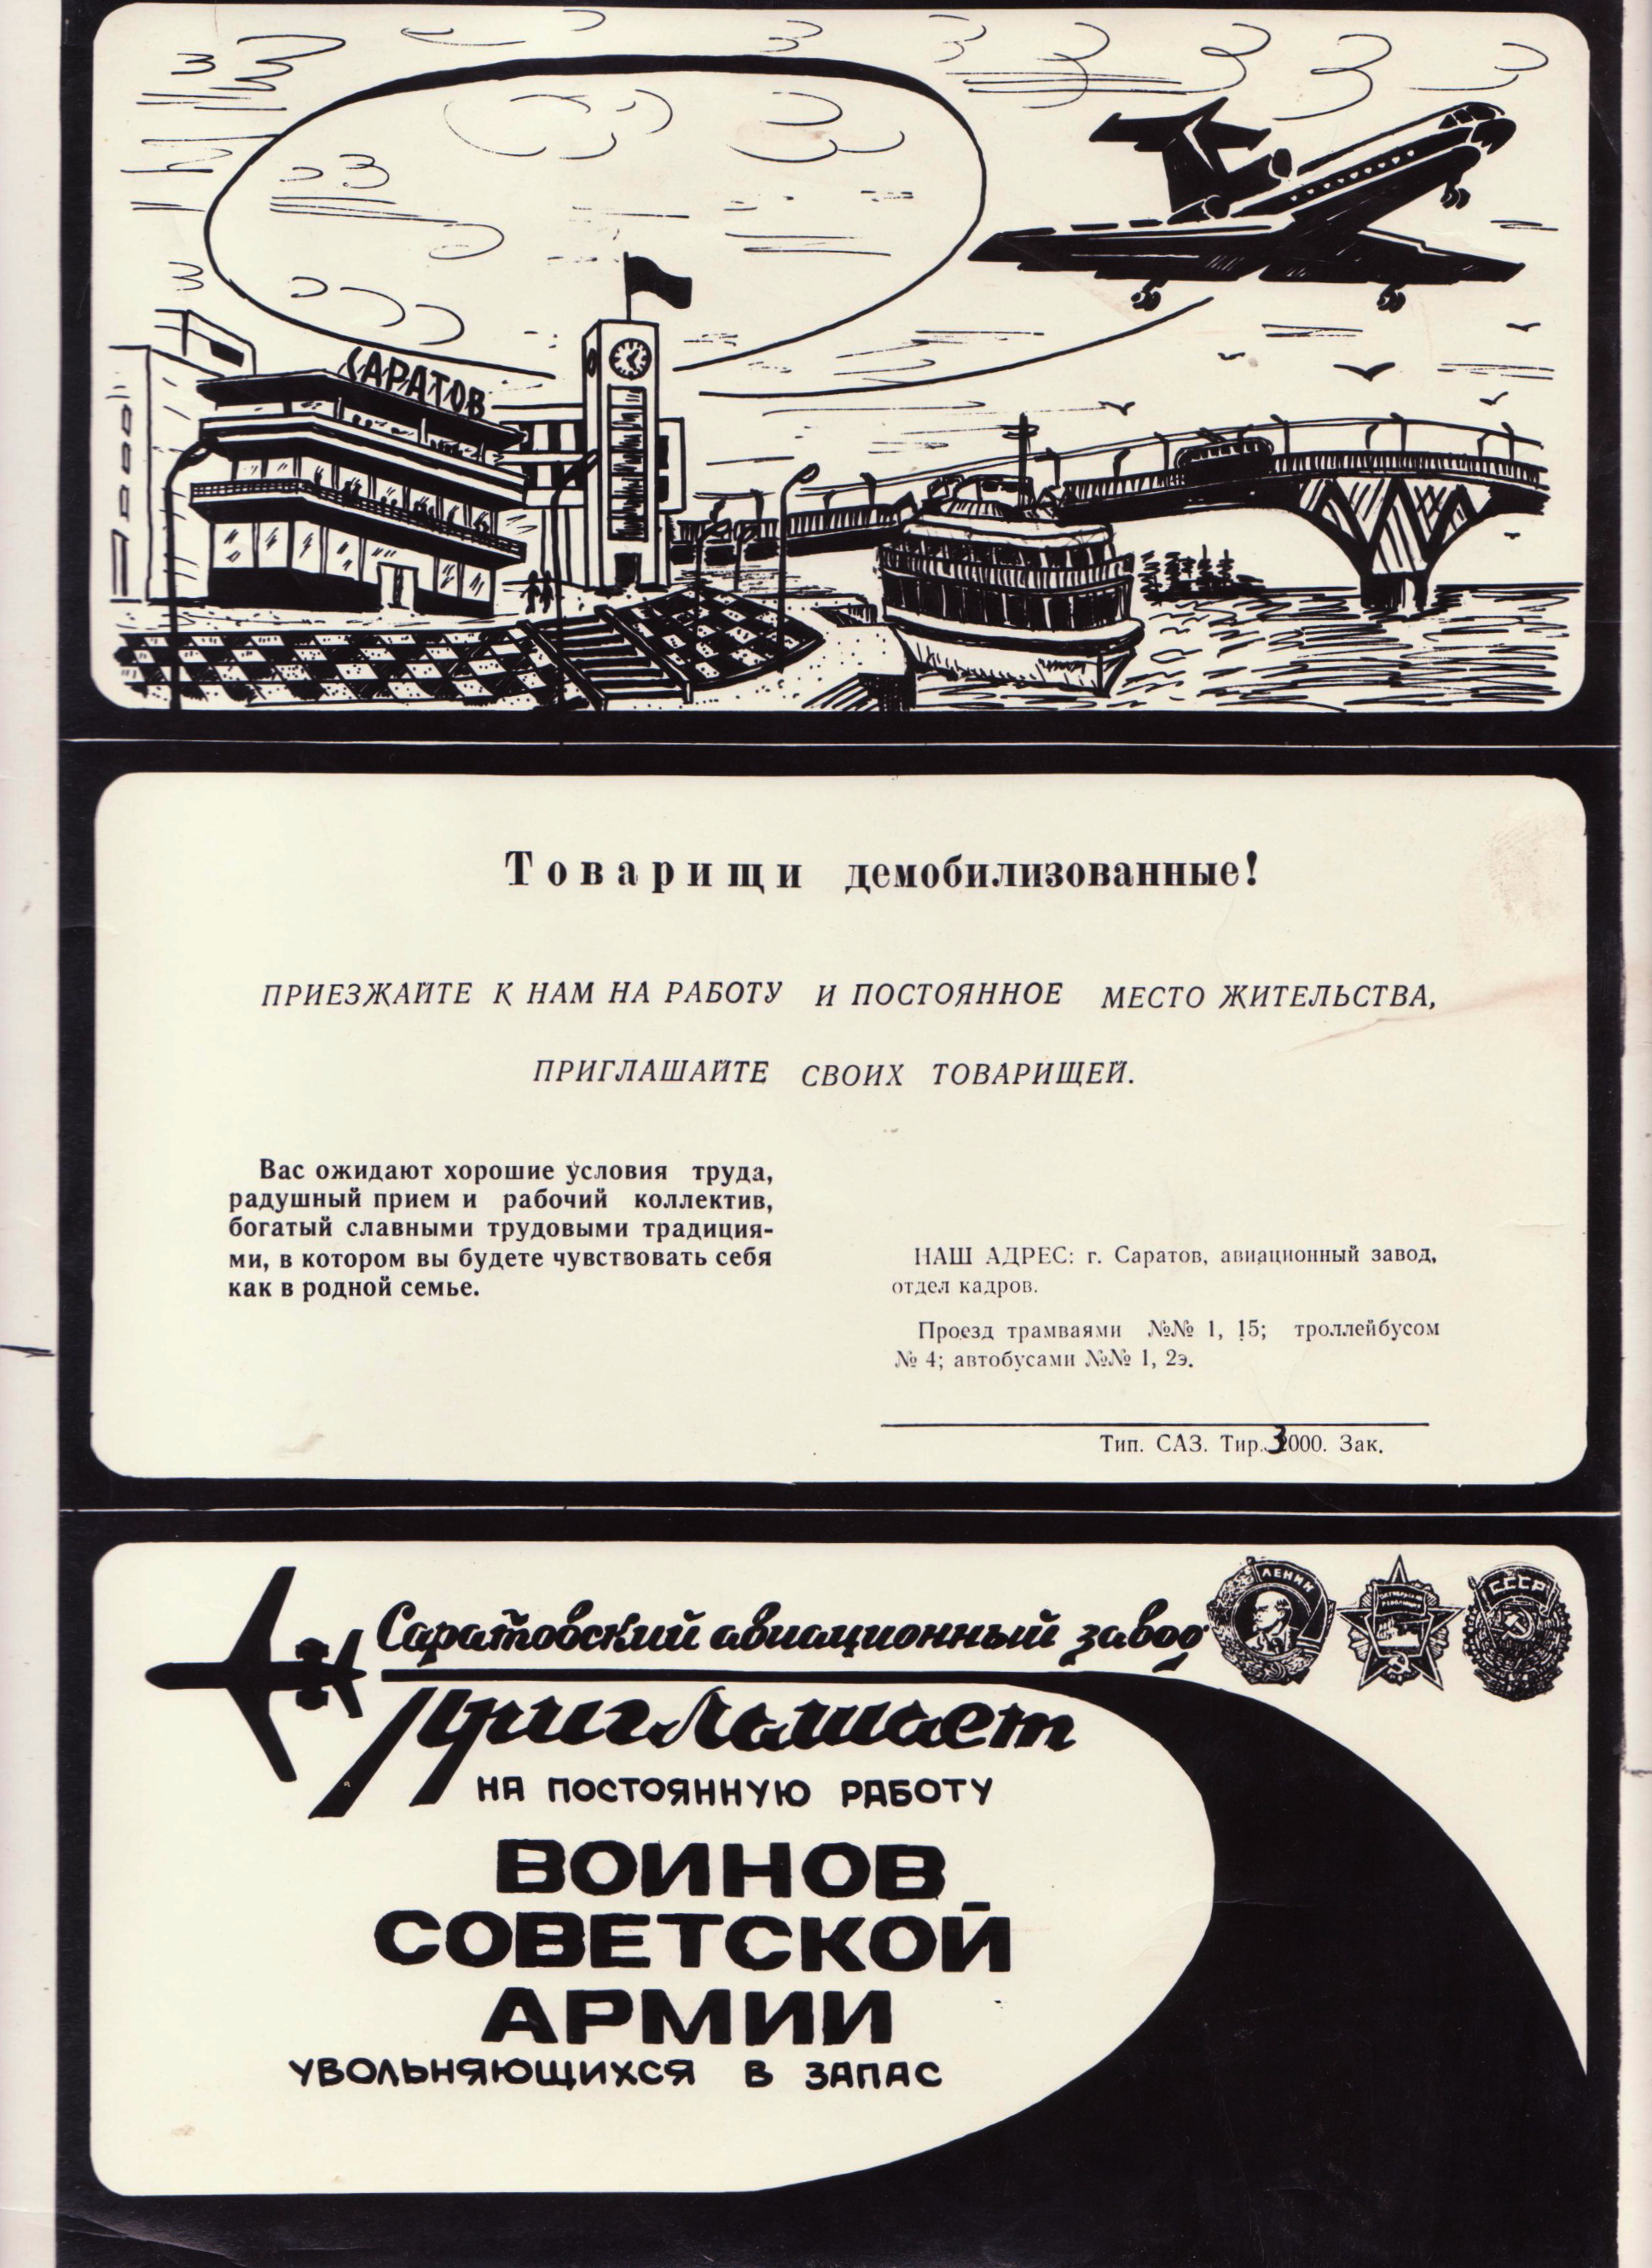 САРАТОВ
Товарищи демобилизованные!
ПРИЕЗЖАЙТЕ К НАМ НА РАБОТУ И ПОСТОЯННОЕ МЕСТО ЖИТЕЛЬСТВА,
ПРИГЛАШАЙТЕ СВОИХ ТОВАРИЩЕЙ.
Вас ожидают хорошие условия труда,
радушный прием и рабочий коллектив,
богатый славными трудовыми традиция-
ми, в котором вы будете чувствовать себя
как в родной семье.
НАШ АДРЕС: г. Саратов, авиационный завод,
отдел кадров.
Проезд трамваями №№ 1, 15; троллейбусом
№ 4; автобусами №№ 1, 2э.
Тип. САЗ. Тир. 3000. Зак.
Саратовский авиационный завод
ЛЕНИН
СССР
приглашает
НА ПОСТОЯННУЮ РАБОТУ
ВОИНОВ
СОВЕТСКОЙ
АРМИИ
УВОЛЬНЯЮЩИХСЯ В ЗАПАС